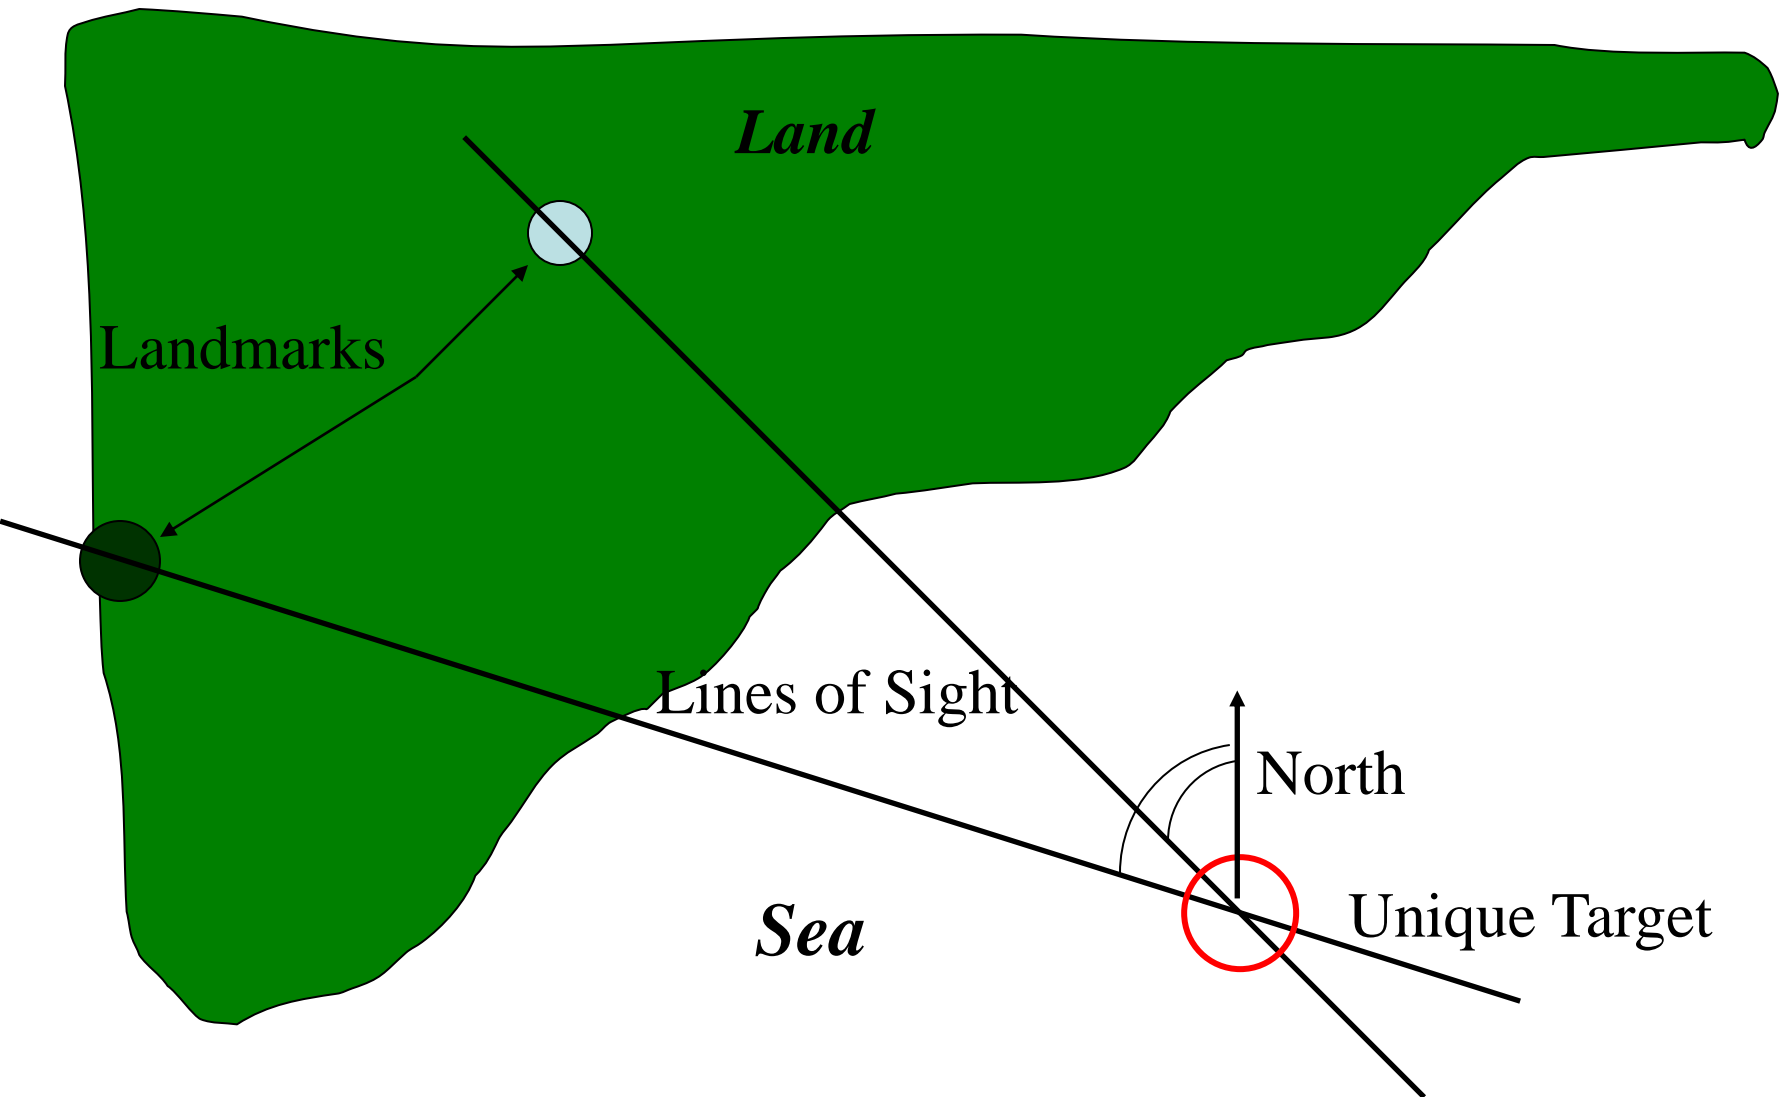 Land
Landmarks
Lines of Sight
North
Unique Target
Sea